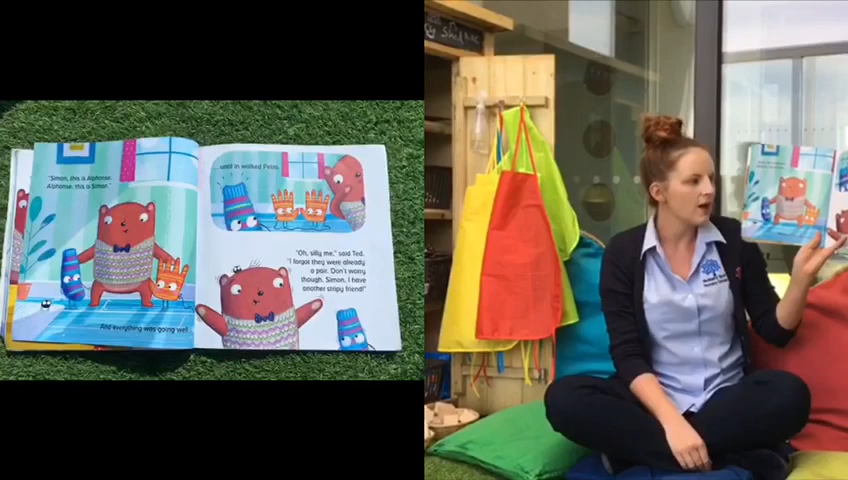 "Simon, this is Alphonse.
Alphonse, this is Simon."
And everything was going well
until in walked Petra.
"Oh, silly me," said Ted.
"I forgot they were already
a pair. Don't worry
though, Simon, I have
another stripy friend!"